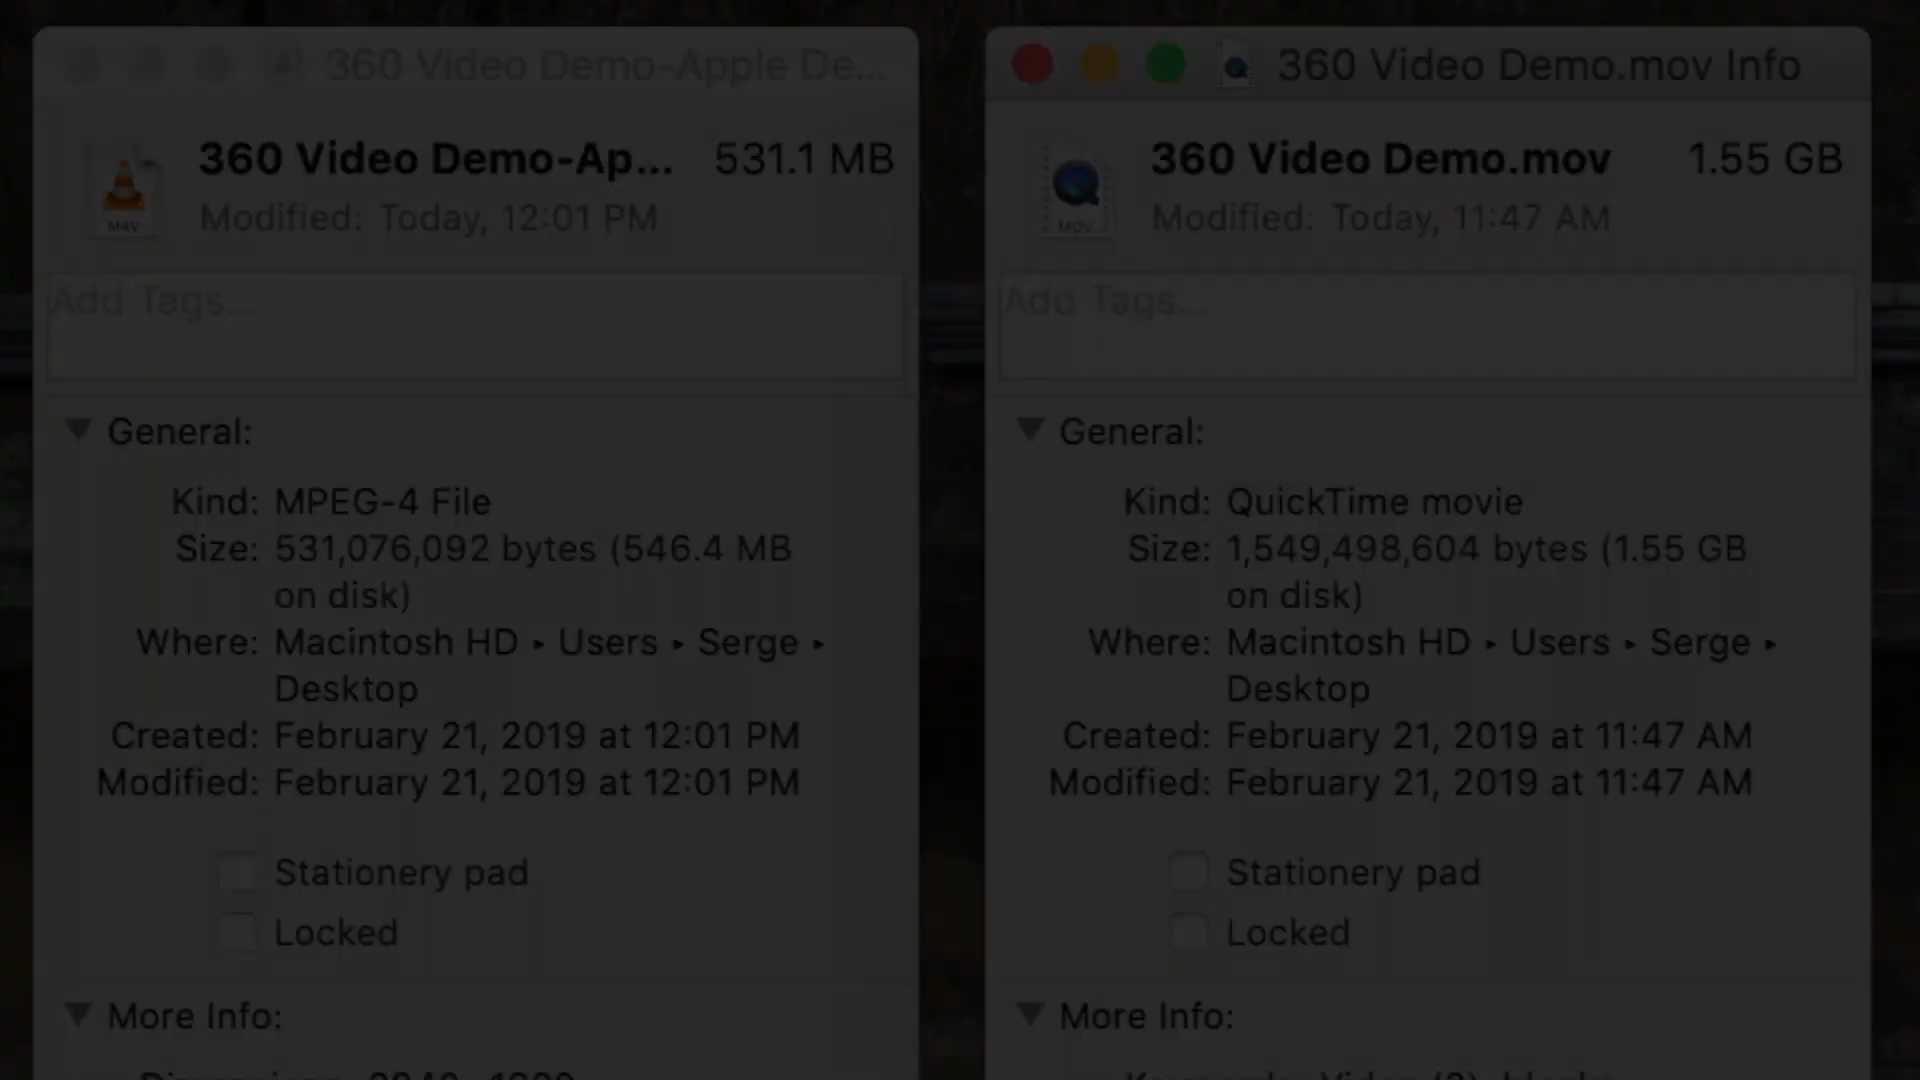 360 Video Demo-Apple De...
360 Video Demo-Ap... 531.1 MB
Modified: Today, 12:01 PM
M4V
Add Tags...
General:
Kind: MPEG-4 File
Size: 531,076,092 bytes (546.4 MB
on disk)
Where: Macintosh HD ▸ Users ▸ Serge ▸
Desktop
Created: February 21, 2019 at 12:01 PM
Modified: February 21, 2019 at 12:01 PM
Stationery pad
Locked
More Info:
360 Video Demo.mov Info
360 Video Demo.mov 1.55 GB
Modified: Today, 11:47 AM
MOV
Add Tags...
General:
Kind: QuickTime movie
Size: 1,549,498,604 bytes (1.55 GB
on disk)
Where: Macintosh HD ▸ Users ▸ Serge ▸
Desktop
Created: February 21, 2019 at 11:47 AM
Modified: February 21, 2019 at 11:47 AM
Stationery pad
Locked
More Info: